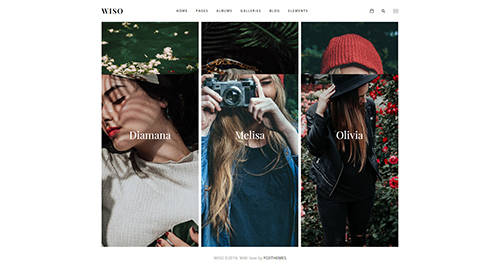 WISO
HOME PAGES ALBUMS GALLERIES BLOG ELEMENTS
Diamana Melisa Olivia
WISO ©2019. With love by FOXTHEMES